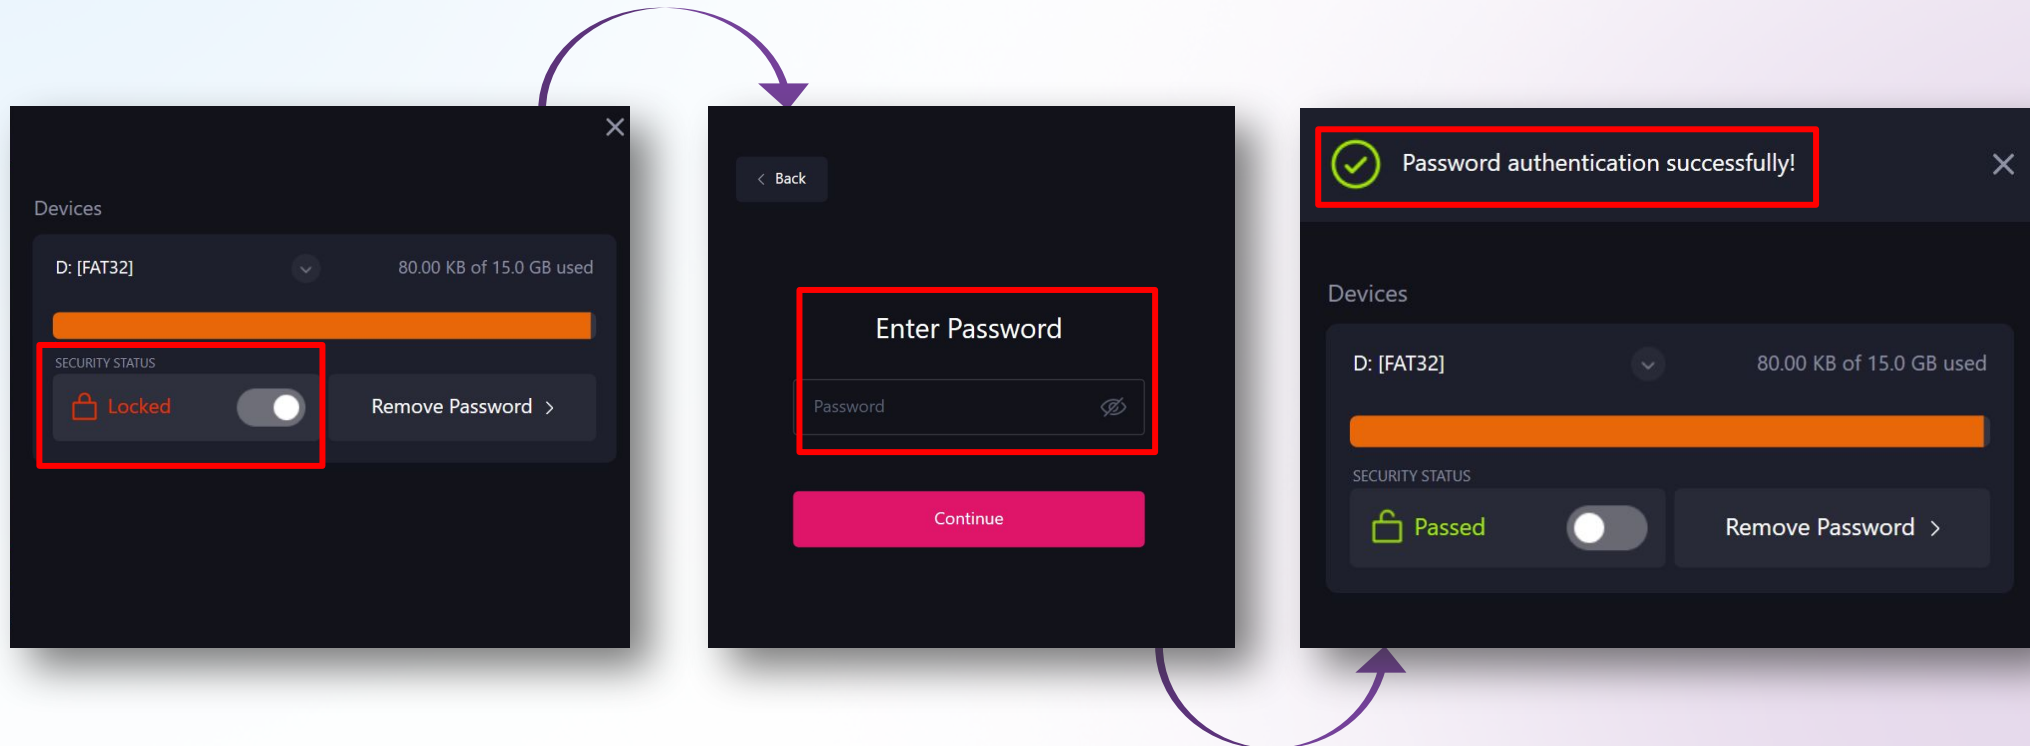 Devices
D: [FAT32]
80.00 KB of 15.0 GB used
SECURITY STATUS
Locked
Remove Password >
< Back
Enter Password
Password
Continue
Password authentication successfully!
Devices
D: [FAT32]
80.00 KB of 15.0 GB used
SECURITY STATUS
Passed
Remove Password >